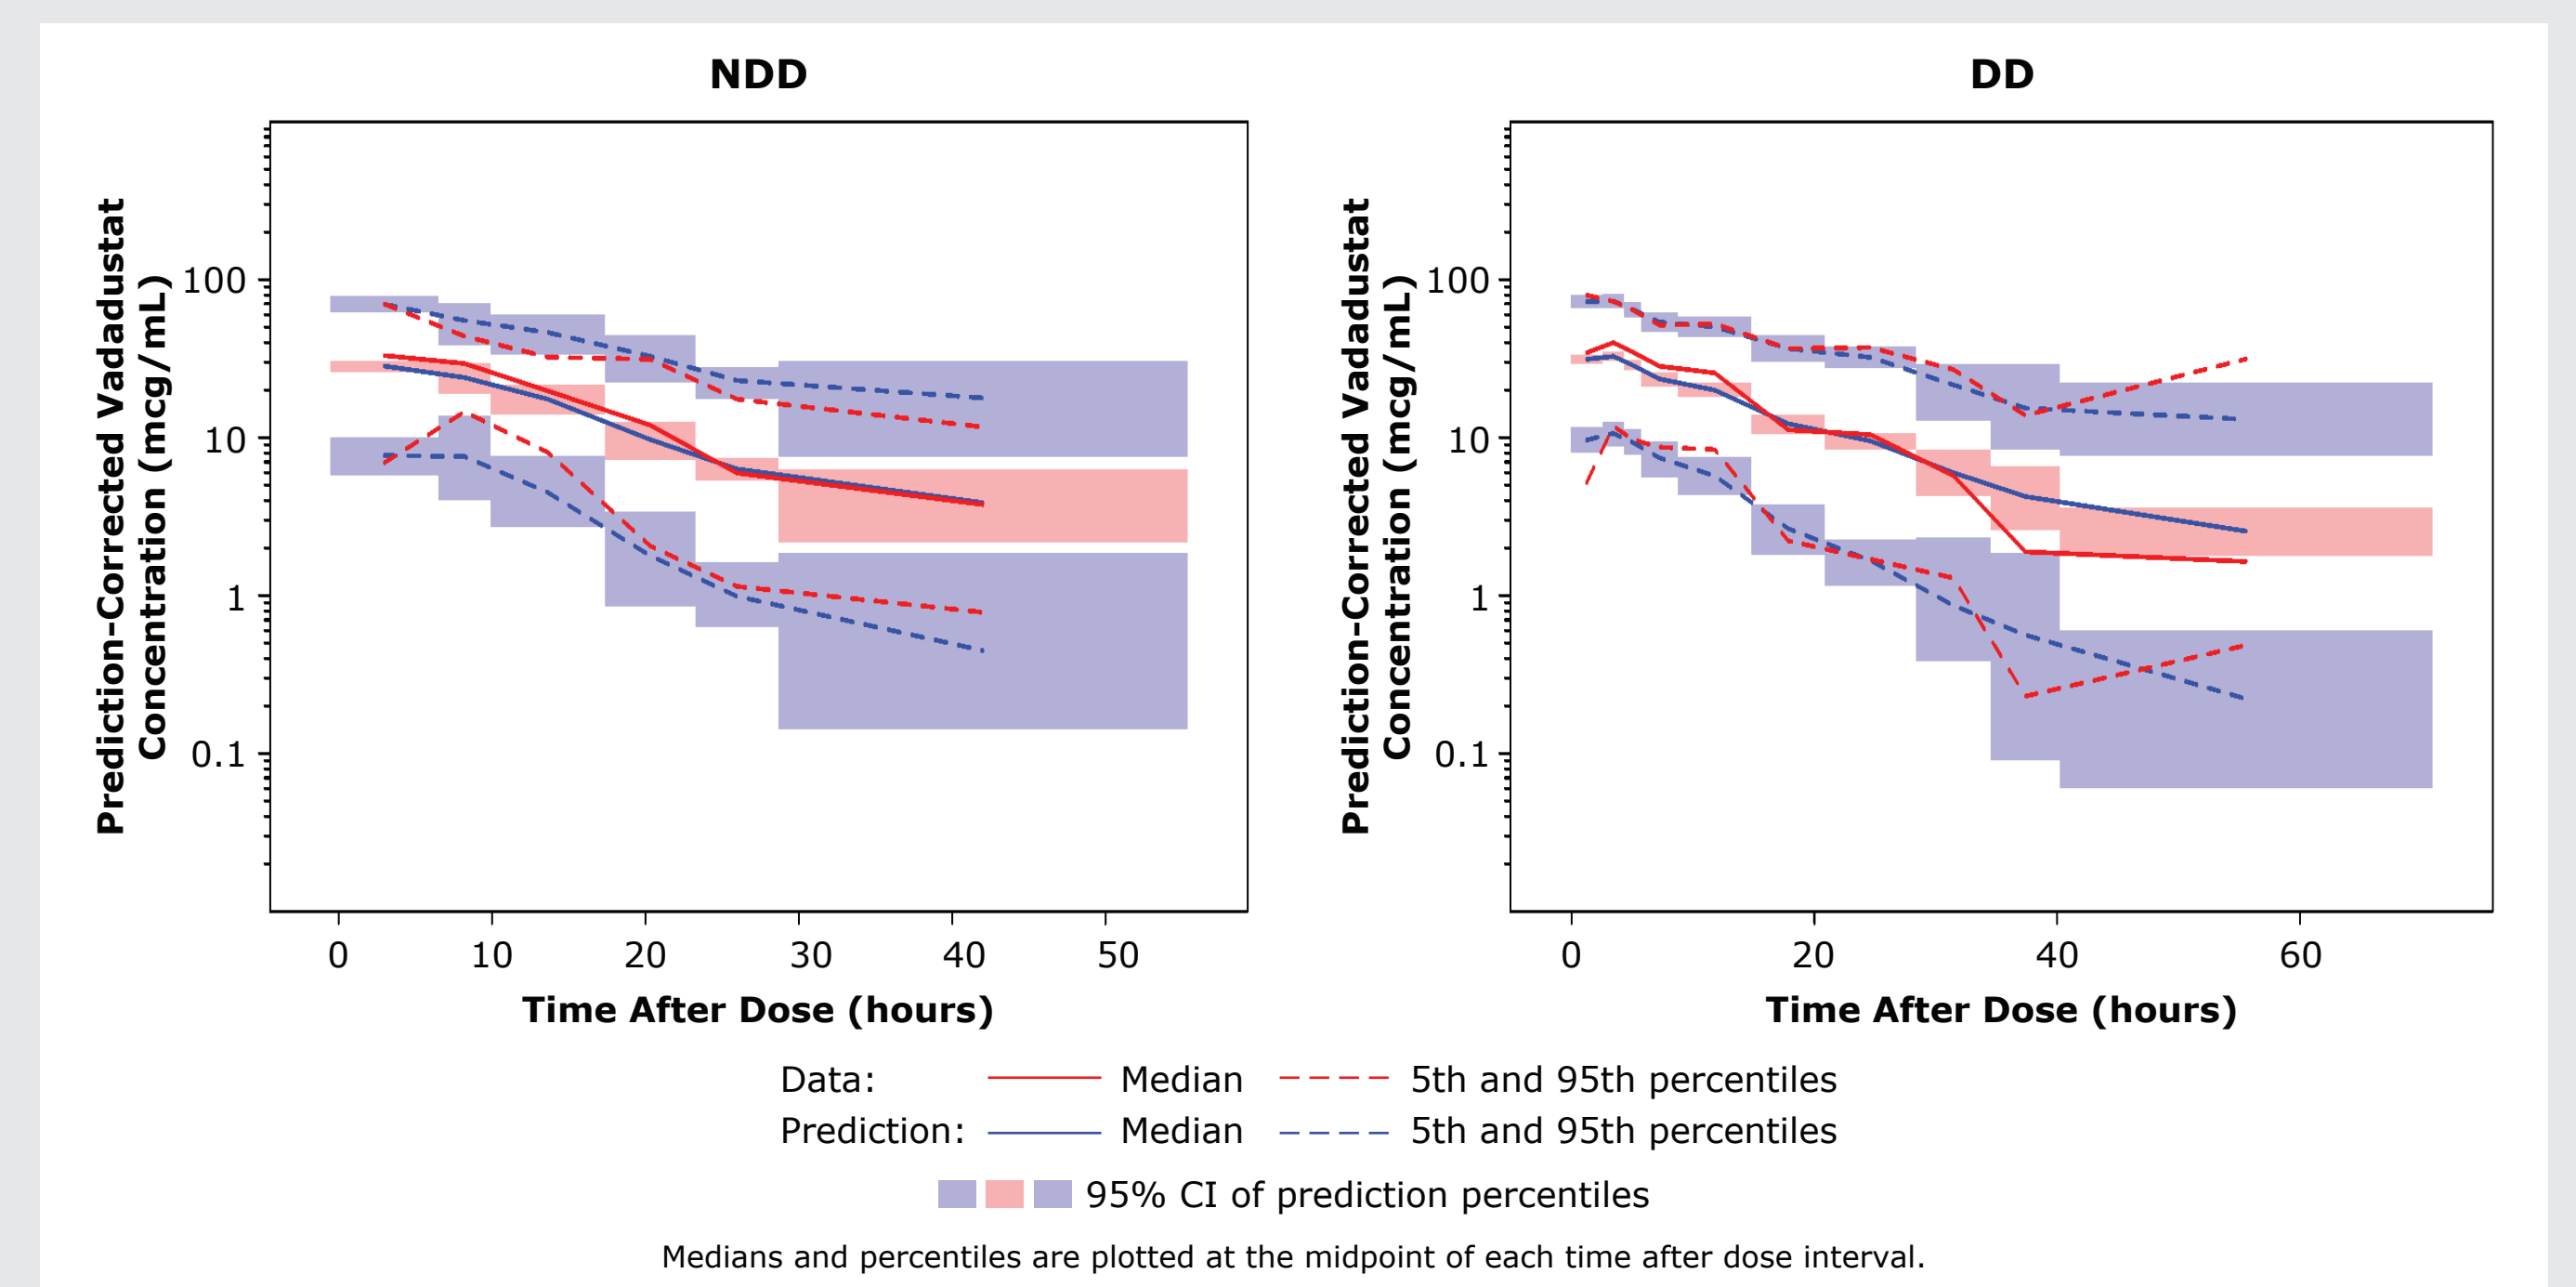 NDD
Prediction-Corrected Vadadustat
Concentration (mcg/mL)
100
10
1
0.1
0 10 20 30 40 50
Time After Dose (hours)
DD
Prediction-Corrected Vadadustat
Concentration (mcg/mL)
100
10
1
0.1
0 20 40 60
Time After Dose (hours)
Data: Median 5th and 95th percentiles
Prediction: Median 5th and 95th percentiles
95% CI of prediction percentiles
Medians and percentiles are plotted at the midpoint of each time after dose interval.